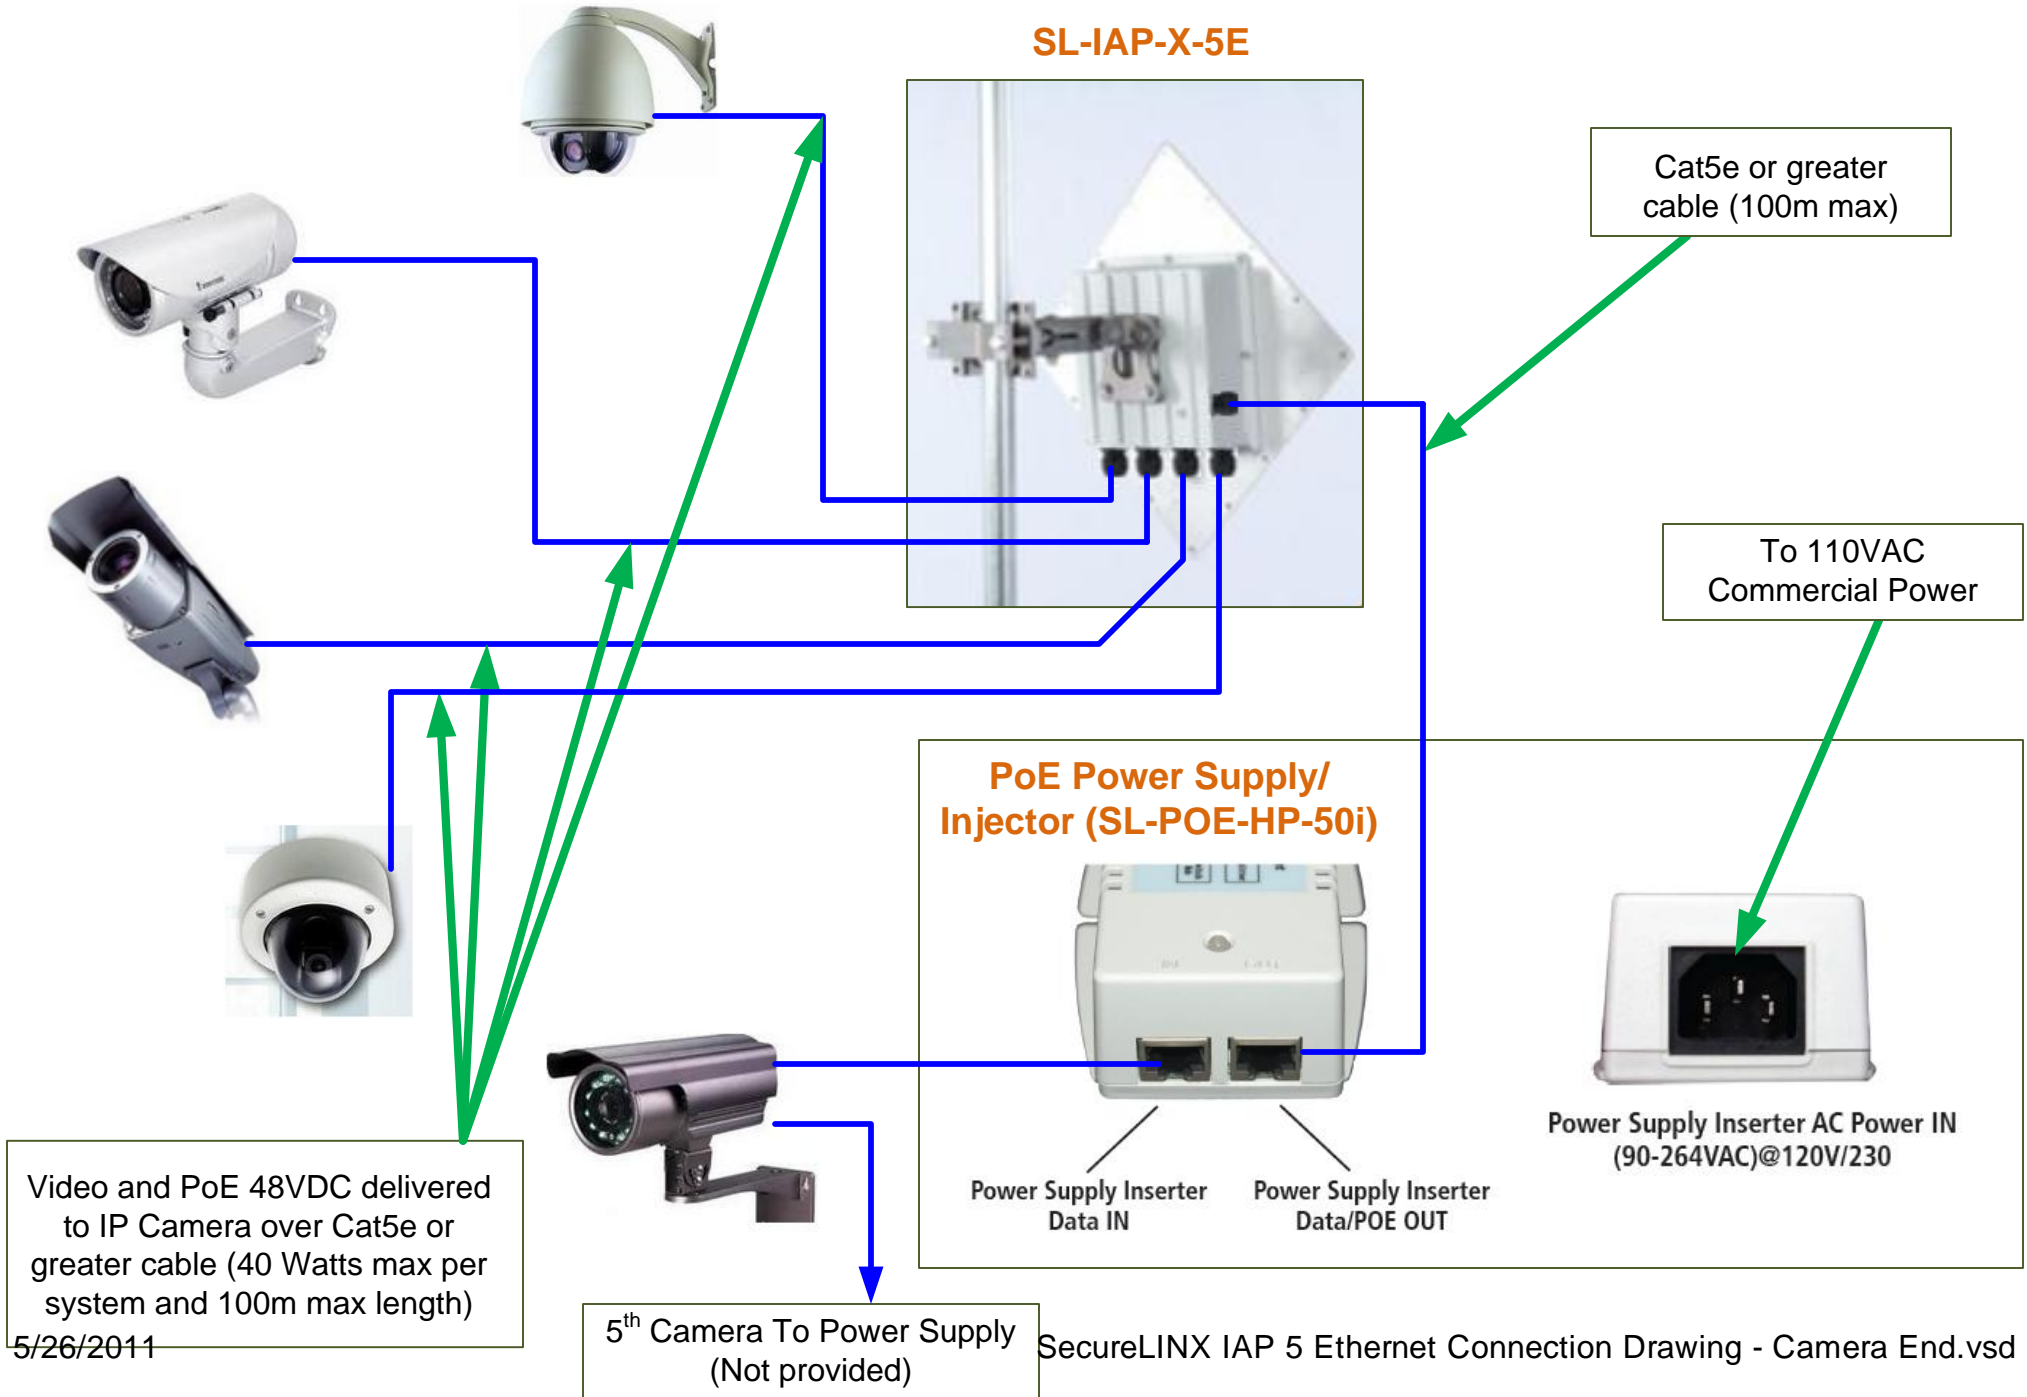 SL-IAP-X-5E
Cat5e or greater
cable (100m max)
To 110VAC
Commercial Power
PoE Power Supply/
Injector (SL-POE-HP-50i)
Power Supply Inserter
Data IN
Power Supply Inserter
Data/POE OUT
Power Supply Inserter AC Power IN
(90-264VAC)@120V/230
Video and PoE 48VDC delivered
to IP Camera over Cat5e or
greater cable (40 Watts max per
system and 100m max length)
5th Camera To Power Supply
(Not provided)
5/26/2011
SecureLINX IAP 5 Ethernet Connection Drawing - Camera End.vsd